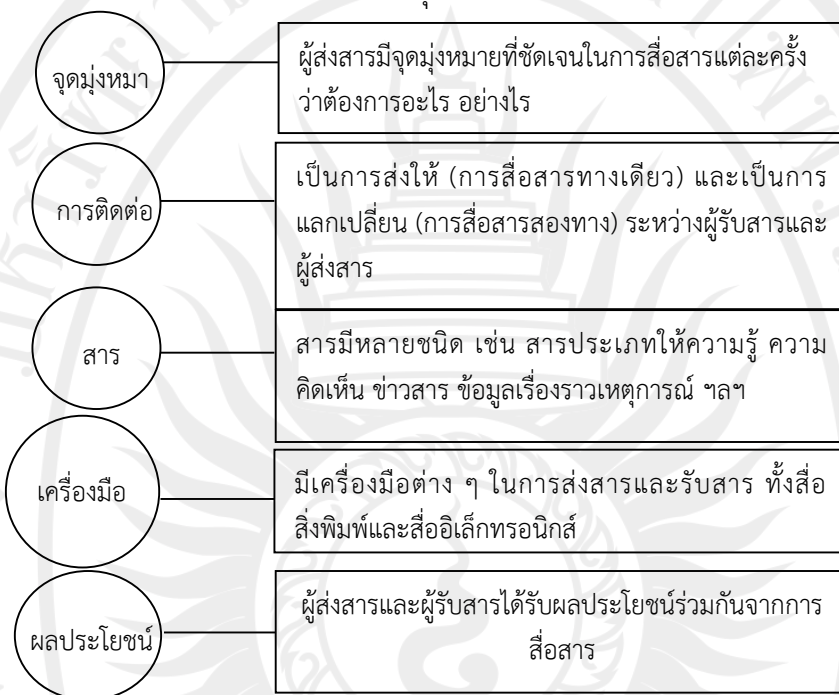 จุดมุ่งหมา
ผู้ส่งสารมีจุดมุ่งหมายที่ชัดเจนในการสื่อสารแต่ละครั้ง
ว่าต้องการอะไร อย่างไร
การติดต่อ
เป็นการส่งให้ (การสื่อสารทางเดียว) และเป็นการ
แลกเปลี่ยน (การสื่อสารสองทาง) ระหว่างผู้รับสารและ
ผู้ส่งสาร
สาร
สารมีหลายชนิด เช่น สารประเภทให้ความรู้ ความ
คิดเห็น ข่าวสาร ข้อมูลเรื่องราวเหตุการณ์ ฯลฯ
เครื่องมือ
มีเครื่องมือต่าง ๆ ในการส่งสารและรับสาร ทั้งสื่อ
สิ่งพิมพ์และสื่ออิเล็กทรอนิกส์
ผลประโยชน์
ผู้ส่งสารและผู้รับสารได้รับผลประโยชน์ร่วมกันจากการ
สื่อสาร